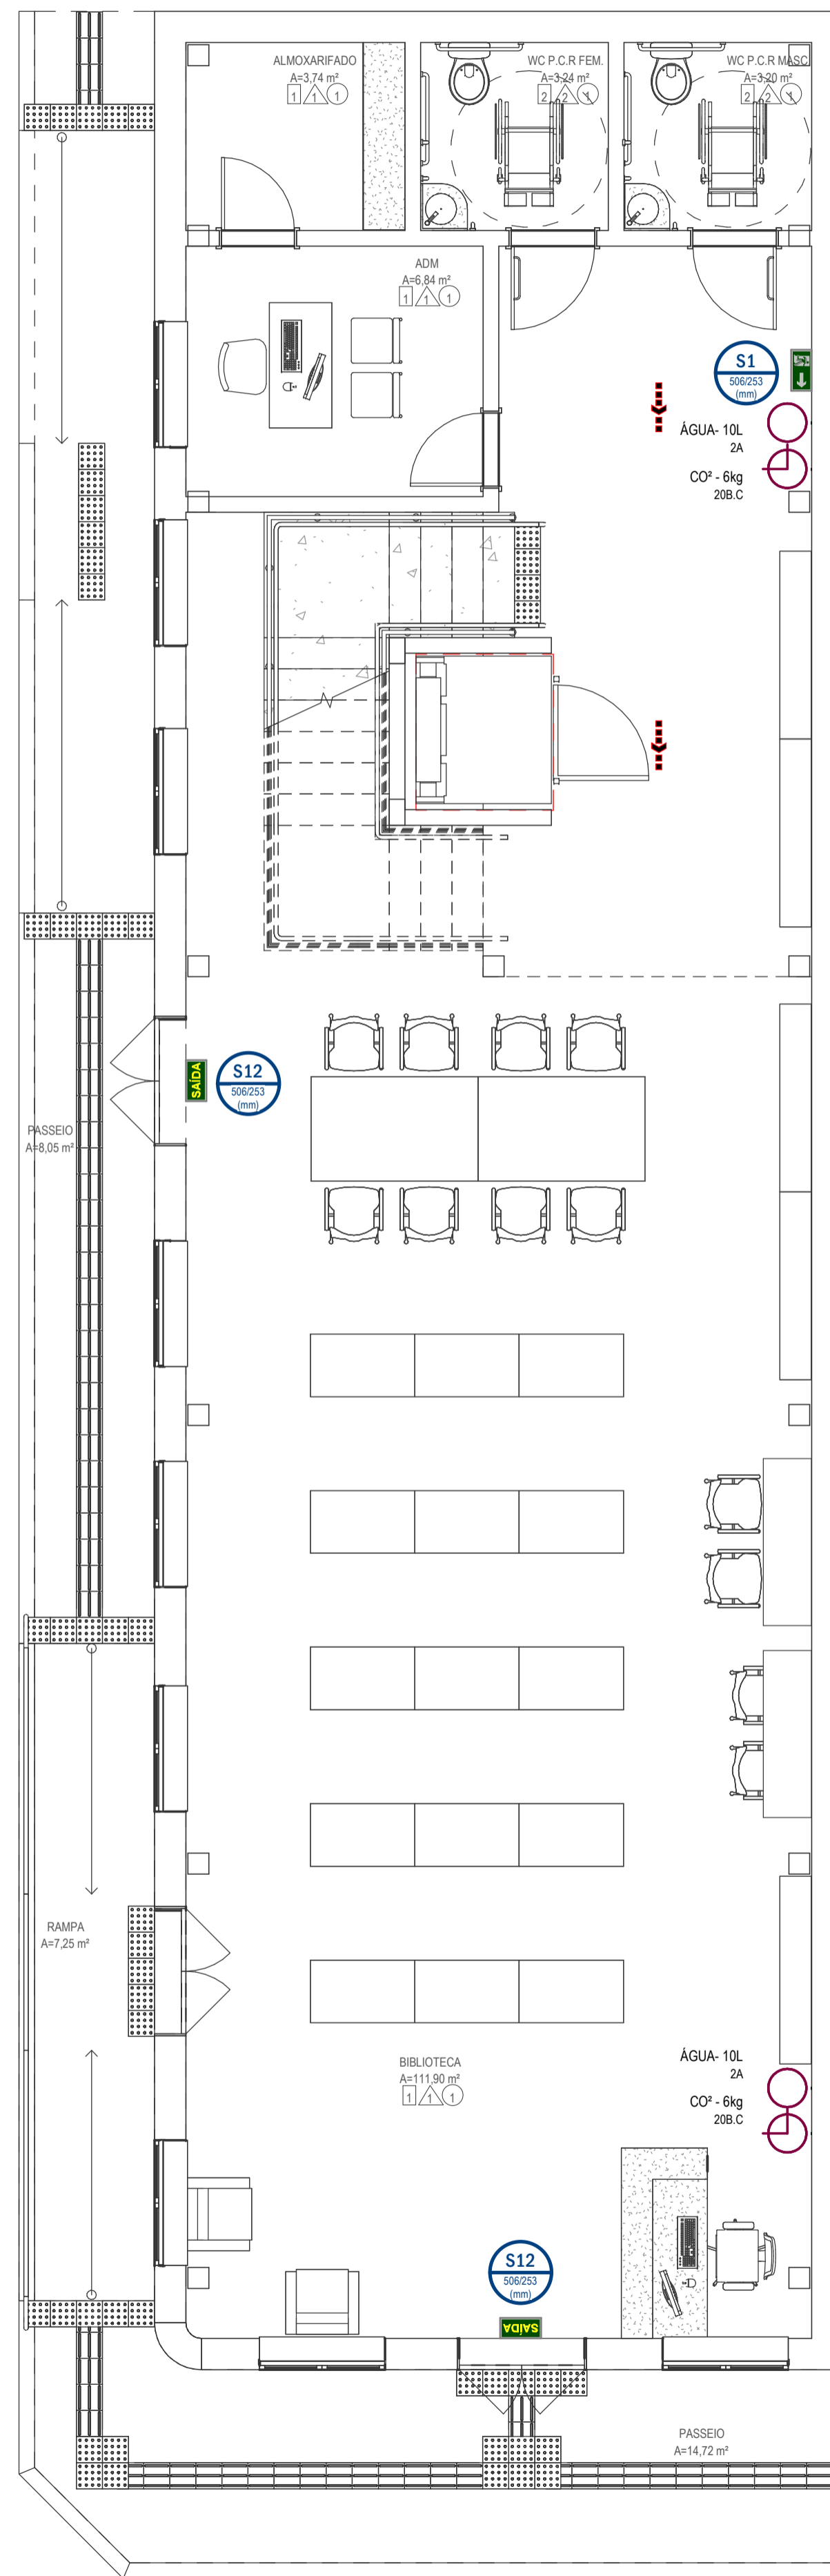 ALMOXARIFADO
A=3,74 m²
1 1 1
WC P.C.R FEM.
A=3,24 m²
2 2 1
WC P.C.R MASC.
A=3,20 m²
2 2 1
ADM
A=6,84 m²
1 1 1
S1
506/253
(mm)
ÁGUA- 10L
2A
CO² - 6kg
20B.C
SAÍDA
S12
506/253
(mm)
PASSEIO
A=8,05 m²
RAMPA
A=7,25 m²
BIBLIOTECA
A=111,90 m²
1 1 1
ÁGUA- 10L
2A
CO² - 6kg
20B.C
S12
506/253
(mm)
SAÍDA
PASSEIO
A=14,72 m²